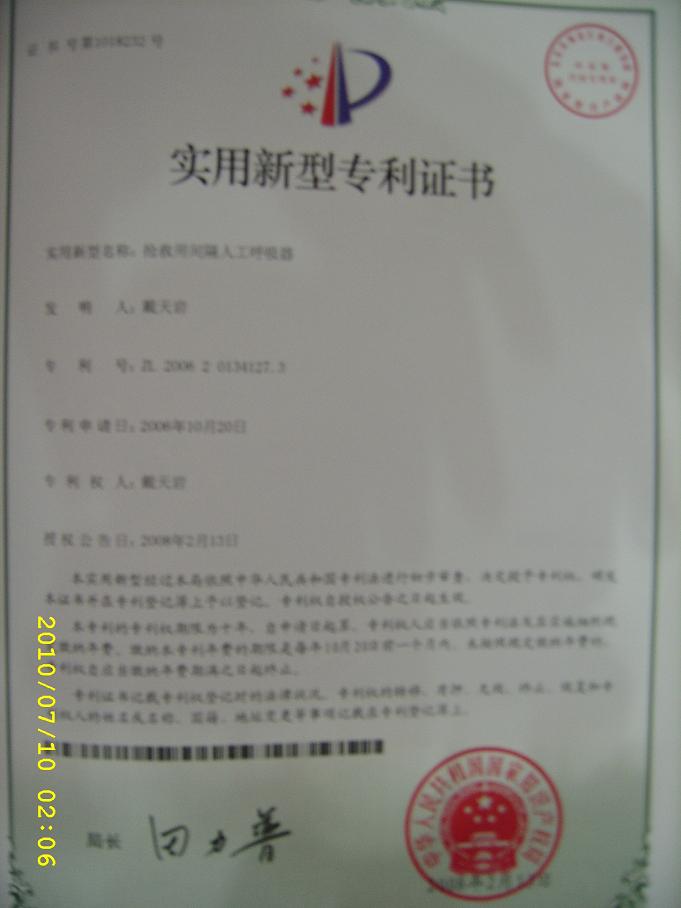 证书号第1018232号
实用新型专利证书
实用新型名称：抢救用间隔人工呼吸器
发明人：戴天岩
专利号：ZL 2006 2 0134127.3
专利申请日：2006年10月20日
专利权人：戴天岩
授权公告日：2008年2月13日
本实用新型经过本局依照中华人民共和国专利法进行初步审查，决定授予专利权，颁发
本证书并在专利登记簿上予以登记。专利权自授权公告之日起生效。
本专利的专利权期限为十年，自申请日起算。专利权人应当依照专利法及其实施细则规
缴纳年费。缴纳本专利年费的期限是每年10月20日前一个月内。未按照规定缴纳年费的，
利权自应当缴纳年费期满之日起终止。
专利证书记载专利权登记时的法律状况。专利权的转移、质押、无效、终止、恢复和专
权人的姓名或名称、国籍、地址变更等事项记载在专利登记簿上。
局长 田力普
中华人民共和国国家知识产权局
2008年2月13日
2010/07/10 02:06